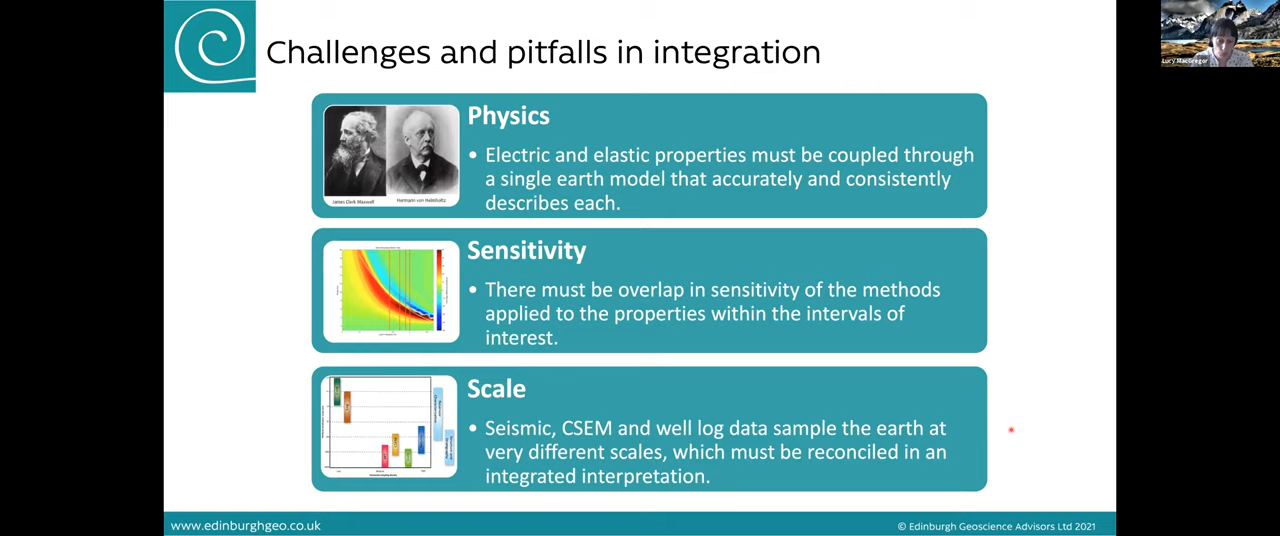 Challenges and pitfalls in integration
Lucy MacGregor
Physics
• Electric and elastic properties must be coupled through
a single earth model that accurately and consistently
describes each.
James Clerk Maxwell
Hermann von Helmholtz
Sensitivity
• There must be overlap in sensitivity of the methods
applied to the properties within the intervals of
interest.
Scale
• Seismic, CSEM and well log data sample the earth at
very different scales, which must be reconciled in an
integrated interpretation.
www.edinburghgeo.co.uk
© Edinburgh Geoscience Advisors Ltd 2021